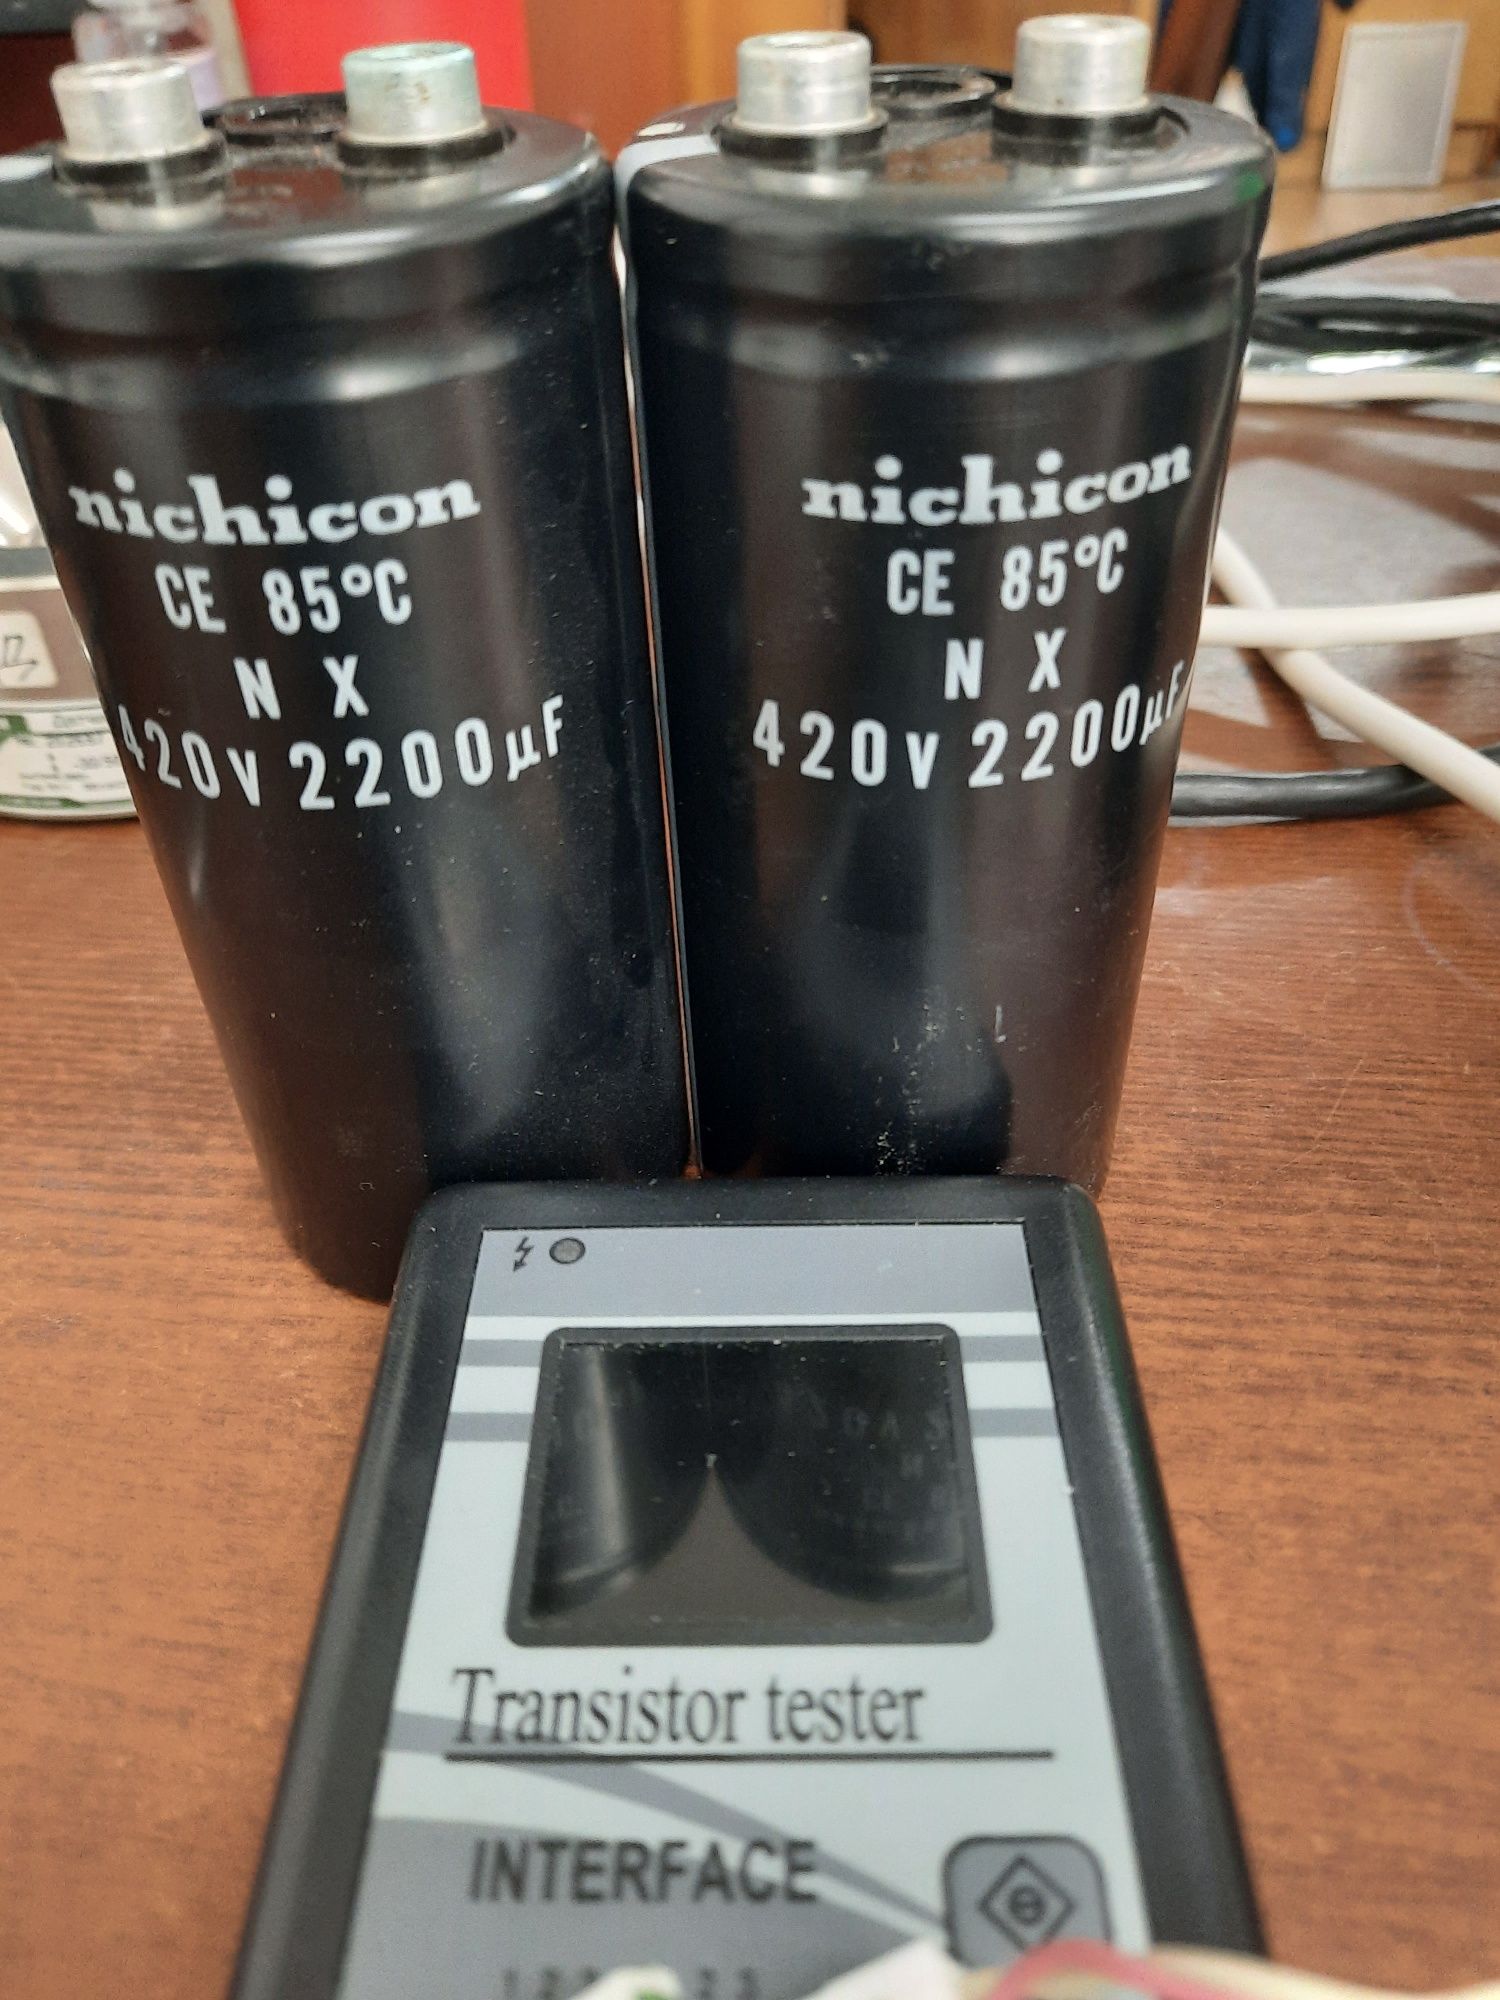 nichicon
CE 85°C
N X
420V 2200µF
nichicon
CE 85°C
N X
420V 2200µF
Transistor tester
INTERFACE